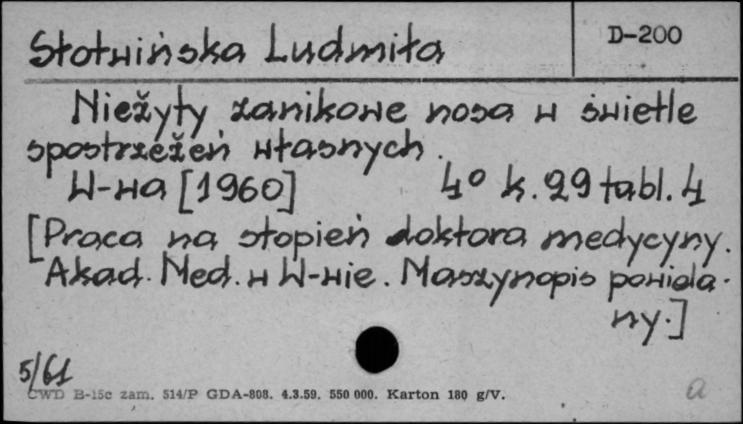 Słotwińska Ludmiła
D-200
Nieżyty zanikowe nosa w świetle
spostrzeżeń własnych.
W-wa [1960] 4° k. 29 tabl. 4
[Praca na stopień doktora medycyny.
Akad. Med. w W-wie. Maszynopis powiela-
ny.]
5/61
CWD B-15c zam. 514/P GDA-808. 4.3.59. 550 000. Karton 180 g/V.
a